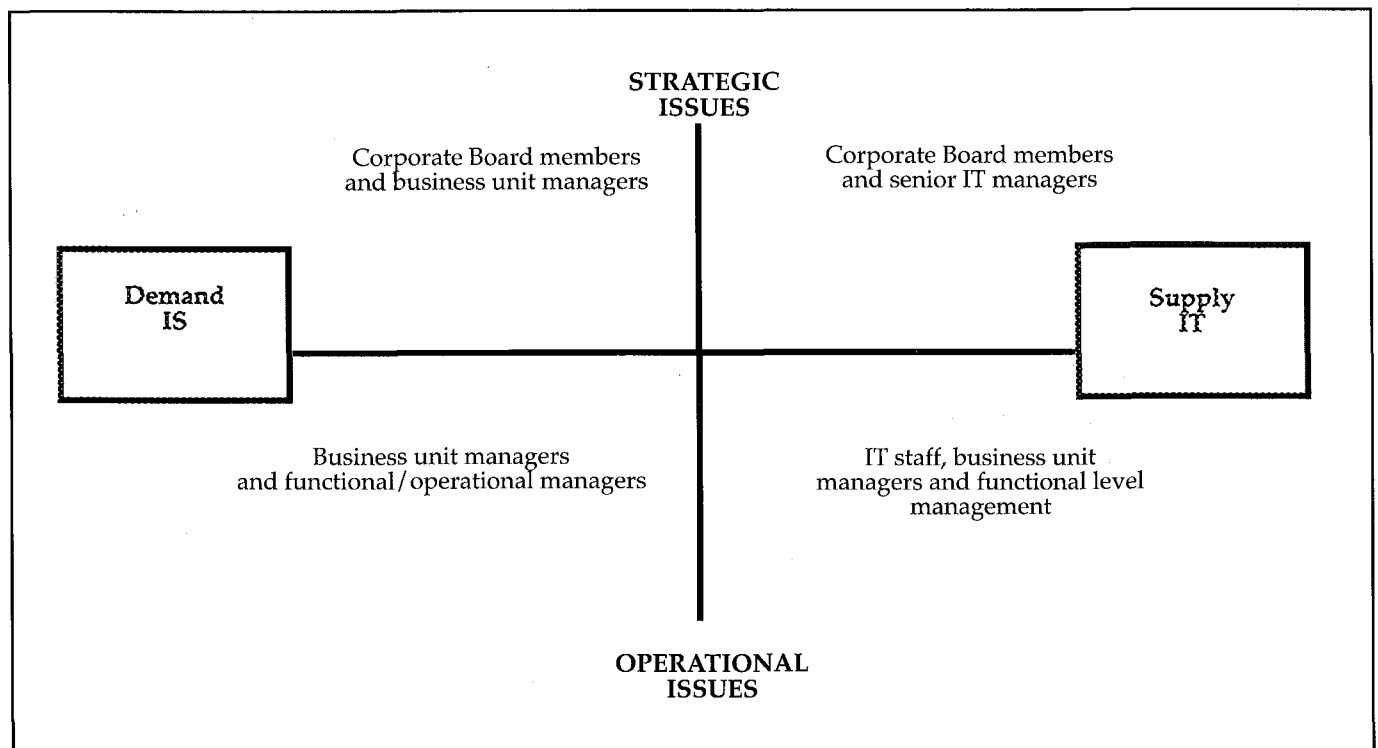 STRATEGIC
ISSUES
Corporate Board members
and business unit managers
Corporate Board members
and senior IT managers
Demand
IS
Supply
IT
Business unit managers
and functional/operational managers
IT staff, business unit
managers and functional level
management
OPERATIONAL
ISSUES